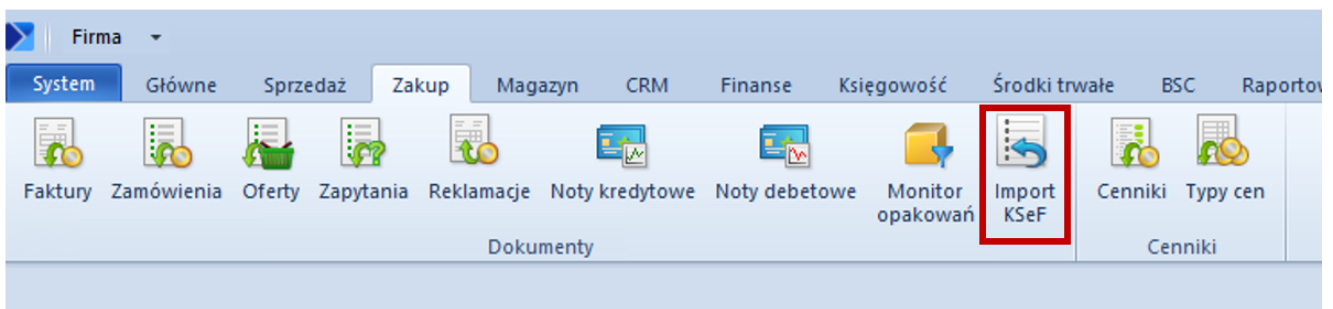 Firma
System Główne Sprzedaż Zakup Magazyn CRM Finanse Księgowość Środki trwałe BSC
Faktury Zamówienia Oferty Zapytania Reklamacje Noty kredytowe Noty debetowe Monitor opakowań Import KSeF Cenniki Typy cen
Dokumenty Cenniki